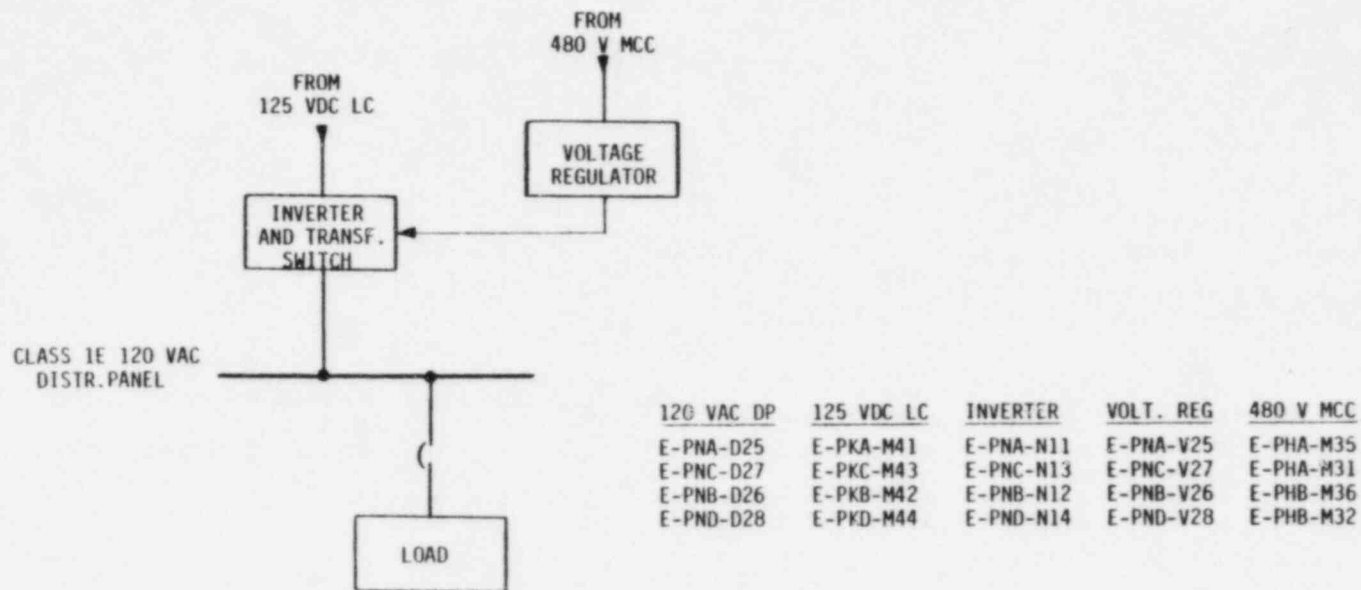 FROM
480 V MCC
FROM
125 VDC LC
VOLTAGE
REGULATOR
INVERTER
AND TRANSF.
SWITCH
CLASS 1E 120 VAC
DISTR.PANEL
LOAD
120 VAC DP 125 VDC LC INVERTER VOLT. REG 480 V MCC
E-PNA-D25 E-PKA-M41 E-PNA-N11 E-PNA-V25 E-PHA-M35
E-PNC-D27 E-PKC-M43 E-PNC-N13 E-PNC-V27 E-PHA-M31
E-PNB-D26 E-PKB-M42 E-PNB-N12 E-PNB-V26 E-PHB-M36
E-PND-D28 E-PKD-M44 E-PND-N14 E-PND-V28 E-PHB-M32